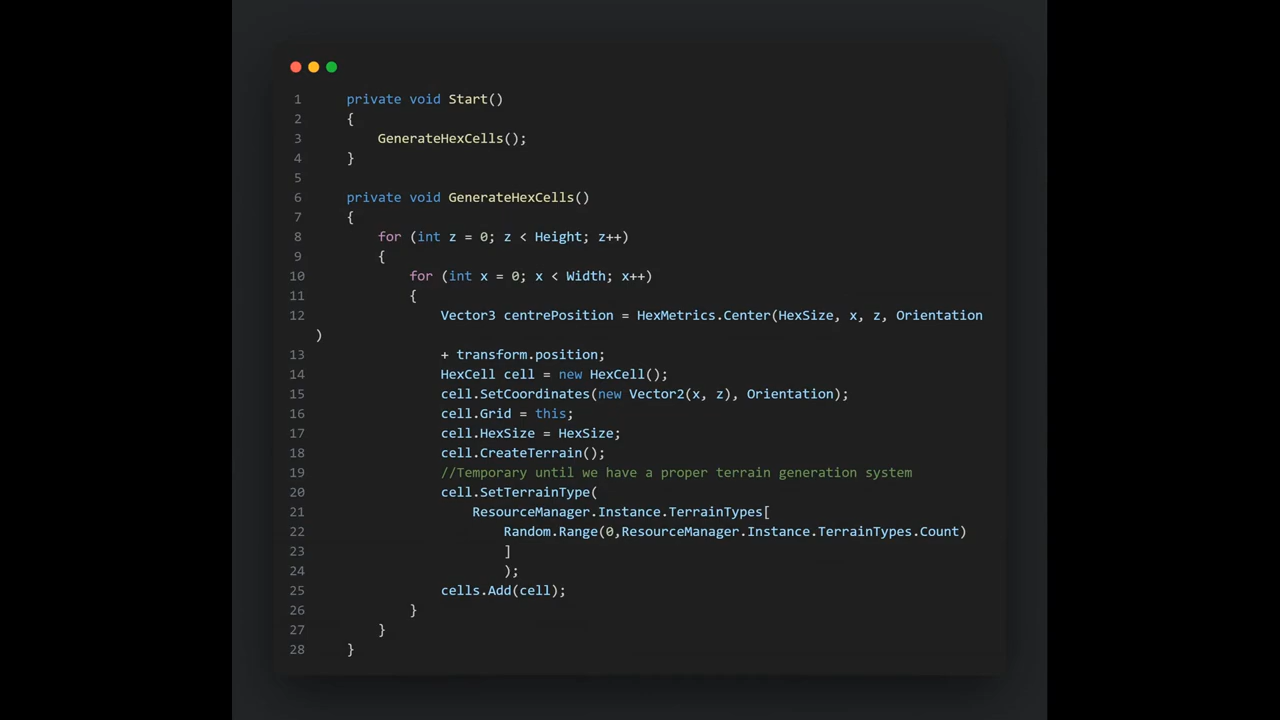 1 private void Start()
2 {
3 GenerateHexCells();
4 }
5
6 private void GenerateHexCells()
7 {
8 for (int z = 0; z < Height; z++)
9 {
10 for (int x = 0; x < Width; x++)
11 {
12 Vector3 centrePosition = HexMetrics.Center(HexSize, x, z, Orientation
)
13 + transform.position;
14 HexCell cell = new HexCell();
15 cell.SetCoordinates(new Vector2(x, z), Orientation);
16 cell.Grid = this;
17 cell.HexSize = HexSize;
18 cell.CreateTerrain();
19 //Temporary until we have a proper terrain generation system
20 cell.SetTerrainType(
21 ResourceManager.Instance.TerrainTypes[
22 Random.Range(0,ResourceManager.Instance.TerrainTypes.Count)
23 ]
24 );
25 cells.Add(cell);
26 }
27 }
28 }